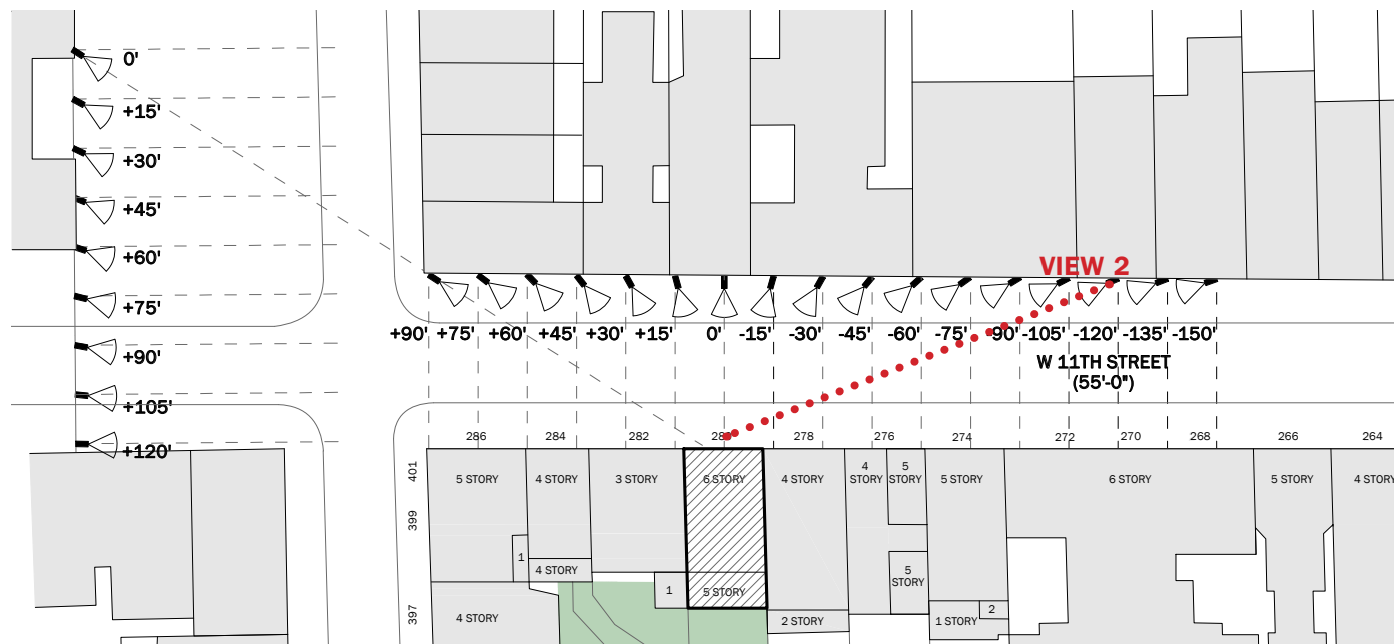 0'
+15'
+30'
+45'
+60'
+75'
+90'
+105'
+120'
VIEW 2
+90' +75' +60' +45' +30' +15' 0' -15' -30' -45' -60' -75' -90' -105' -120' -135' -150'
W 11TH STREET
(55'-0")
286 284 282 280 278 276 274 272 270 268 266 264
401
399
397
5 STORY
4 STORY
3 STORY
6 STORY
4 STORY
4
STORY
5
STORY
5 STORY
6 STORY
5 STORY
4 STORY
1
4 STORY
1
5 STORY
5
STORY
4 STORY
2 STORY
1 STORY
2